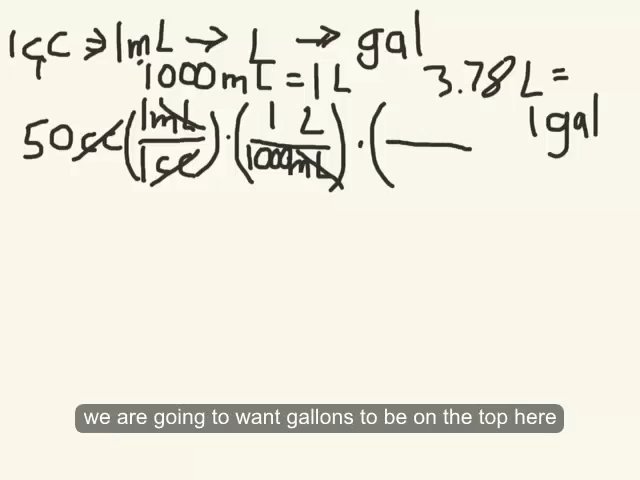 1cc ⇒ 1mL → L → gal
1000mL = 1L 3.78L = 1gal
50cc (1mL/1cc) · (1L/1000mL) · (
we are going to want gallons to be on the top here